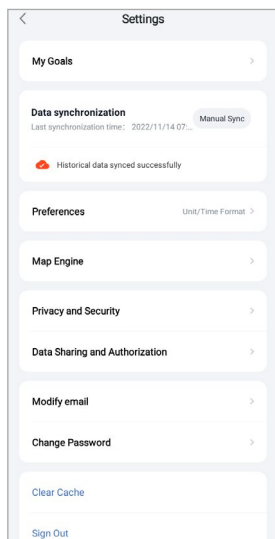 Settings
My Goals
Data synchronization
Manual Sync
Last synchronization time: 2022/11/14 07:...
Historical data synced successfully
Preferences Unit/Time Format
Map Engine
Privacy and Security
Data Sharing and Authorization
Modify email
Change Password
Clear Cache
Sign Out